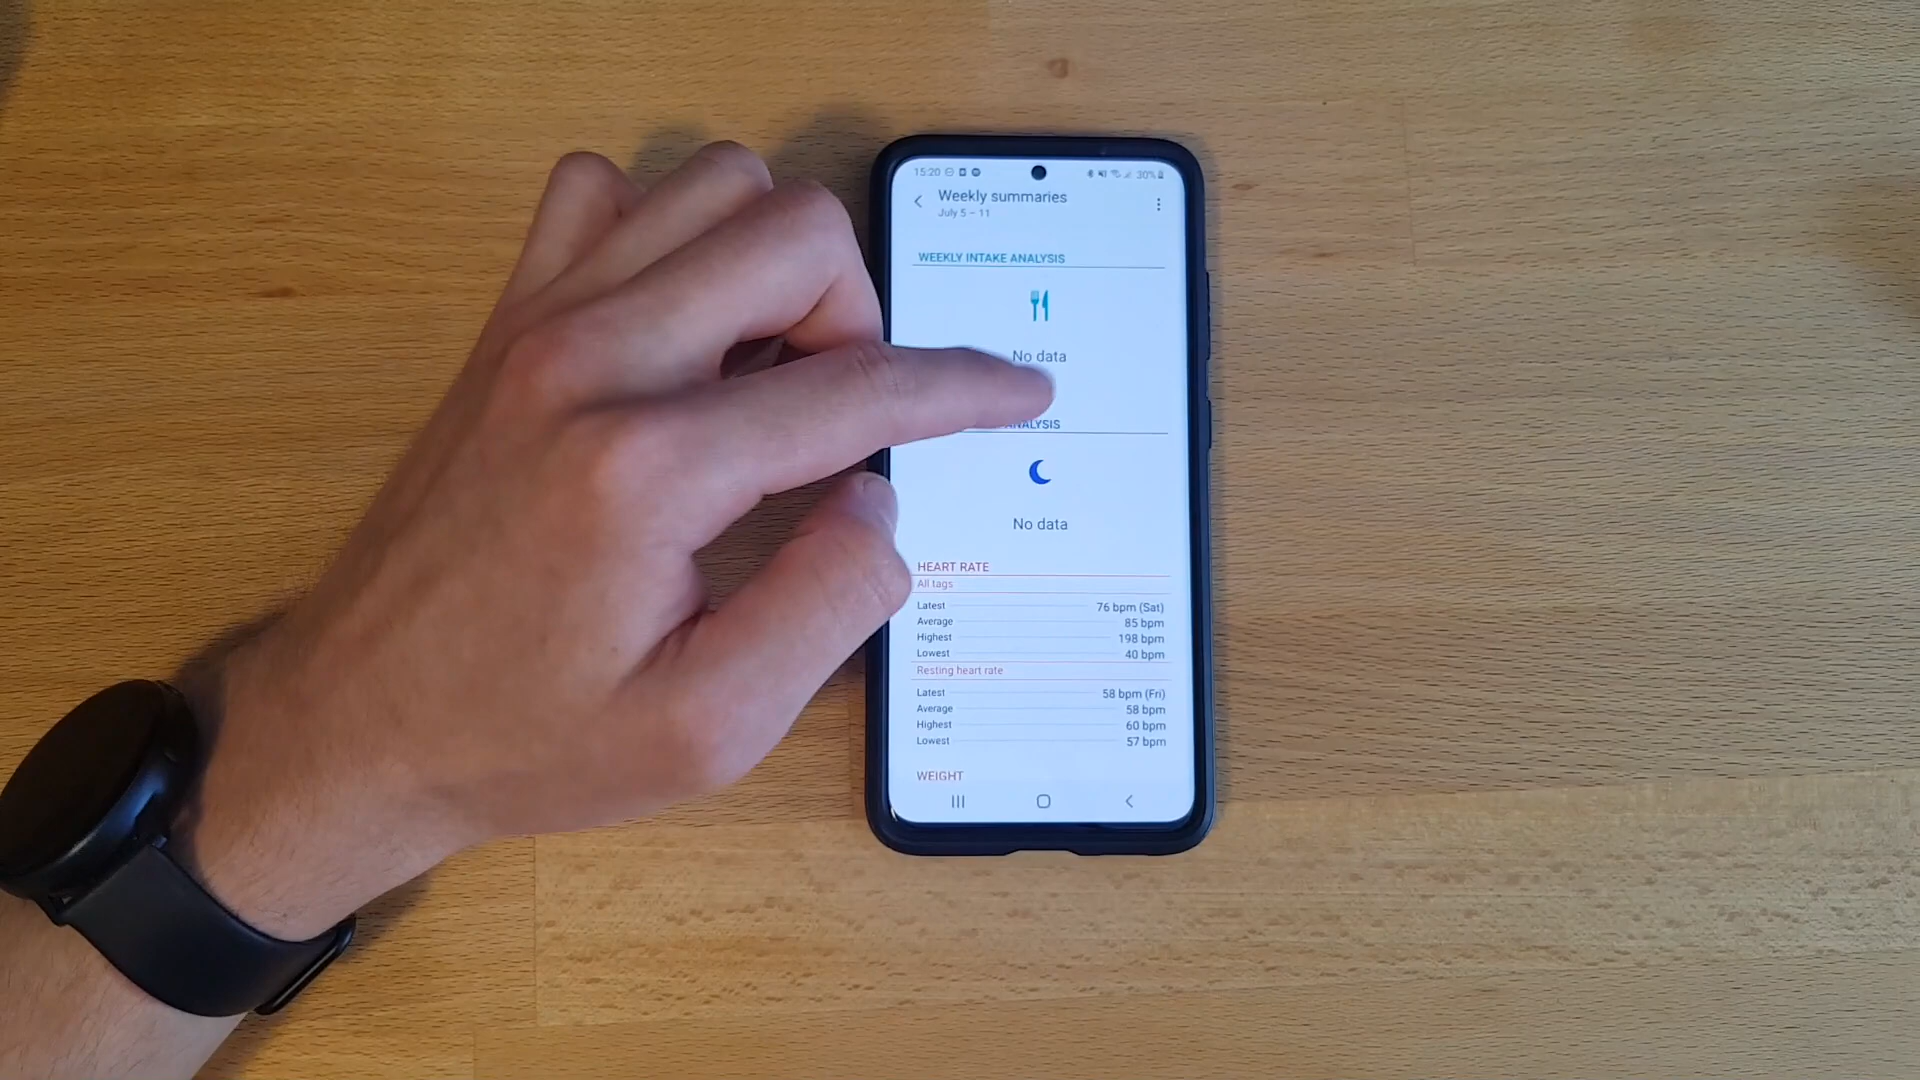 15:20 30%
Weekly summaries
July 5 – 11
WEEKLY INTAKE ANALYSIS
No data
ANALYSIS
No data
HEART RATE
All tags
Latest 76 bpm (Sat)
Average 85 bpm
Highest 198 bpm
Lowest 40 bpm
Resting heart rate
Latest 58 bpm (Fri)
Average 58 bpm
Highest 60 bpm
Lowest 57 bpm
WEIGHT